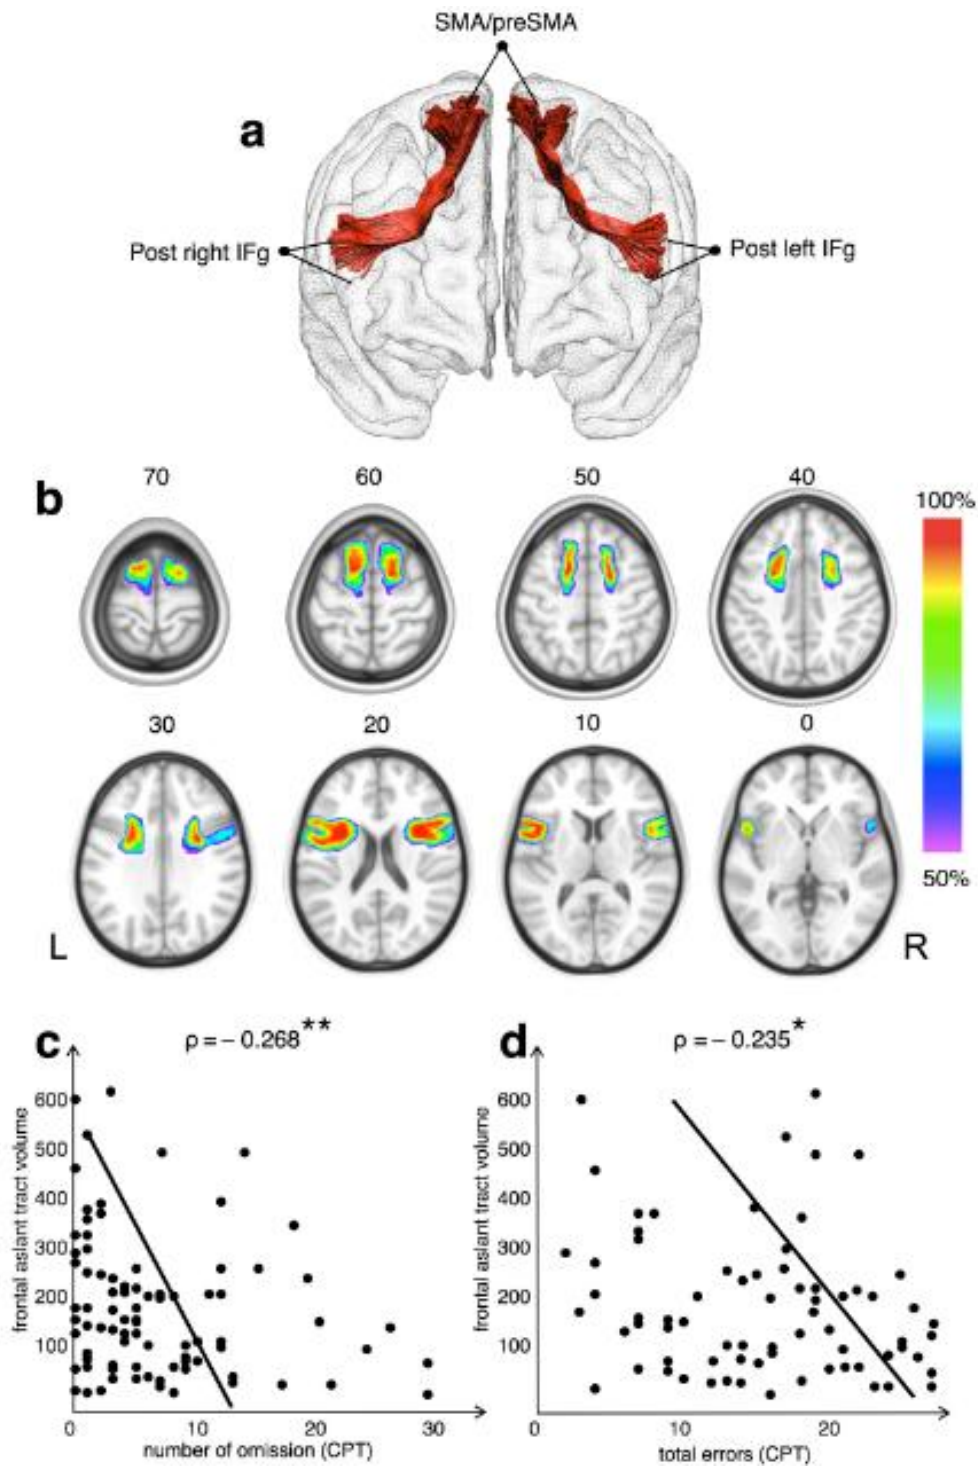 SMA/preSMA
a
Post right IFg
Post left IFg
b
70
60
50
40
100%
30
20
10
0
50%
L
R
c
ρ = – 0.268**
frontal aslant tract volume
600
500
400
300
200
100
0
10
20
30
number of omission (CPT)
d
ρ = – 0.235*
frontal aslant tract volume
600
500
400
300
200
100
0
10
20
total errors (CPT)